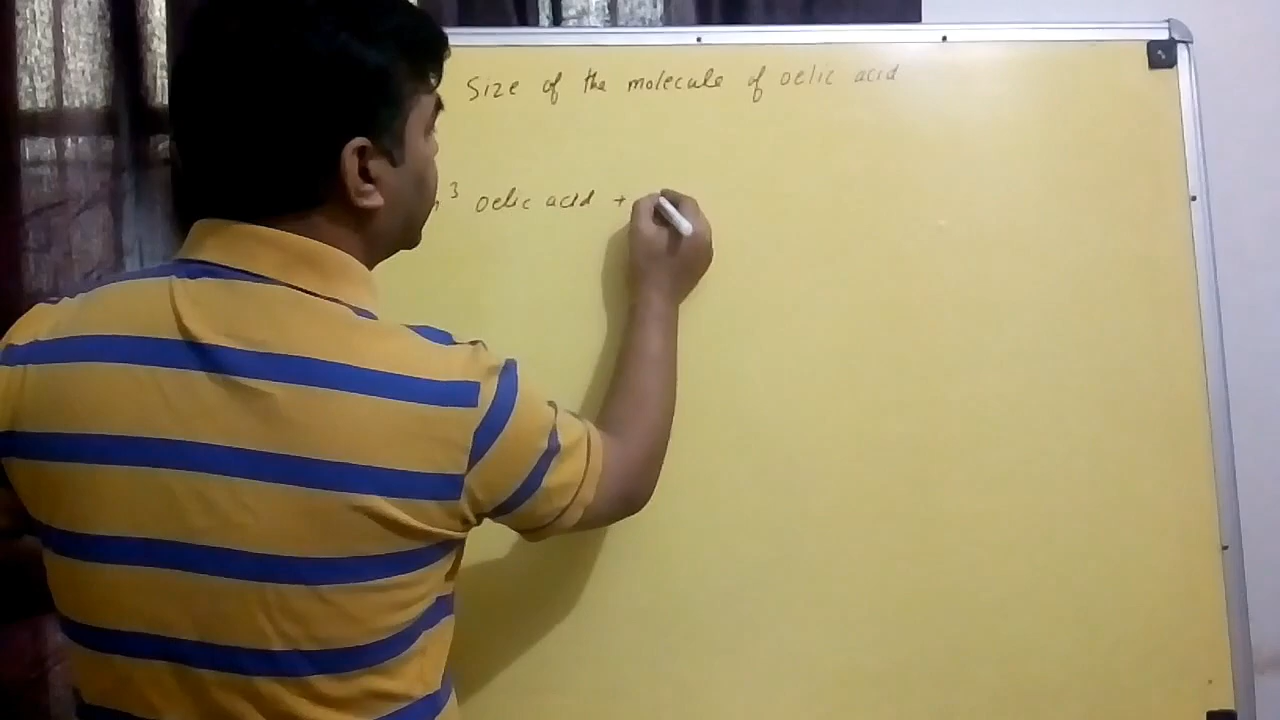 Size of the molecule of oelic acid
³ oelic acid +